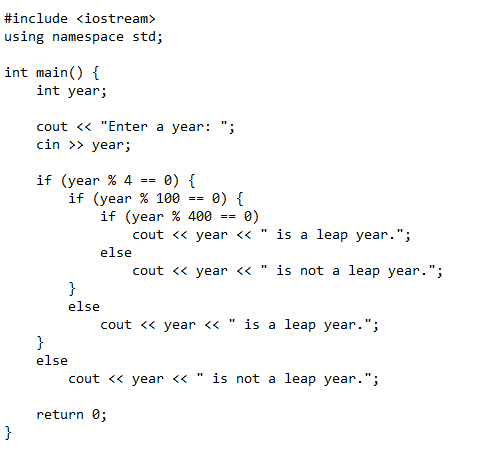 #include <iostream>
using namespace std;

int main() {
    int year;

    cout << "Enter a year: ";
    cin >> year;

    if (year % 4 == 0) {
        if (year % 100 == 0) {
            if (year % 400 == 0)
                cout << year << " is a leap year.";
            else
                cout << year << " is not a leap year.";
        }
        else
            cout << year << " is a leap year.";
    }
    else
        cout << year << " is not a leap year.";

    return 0;
}